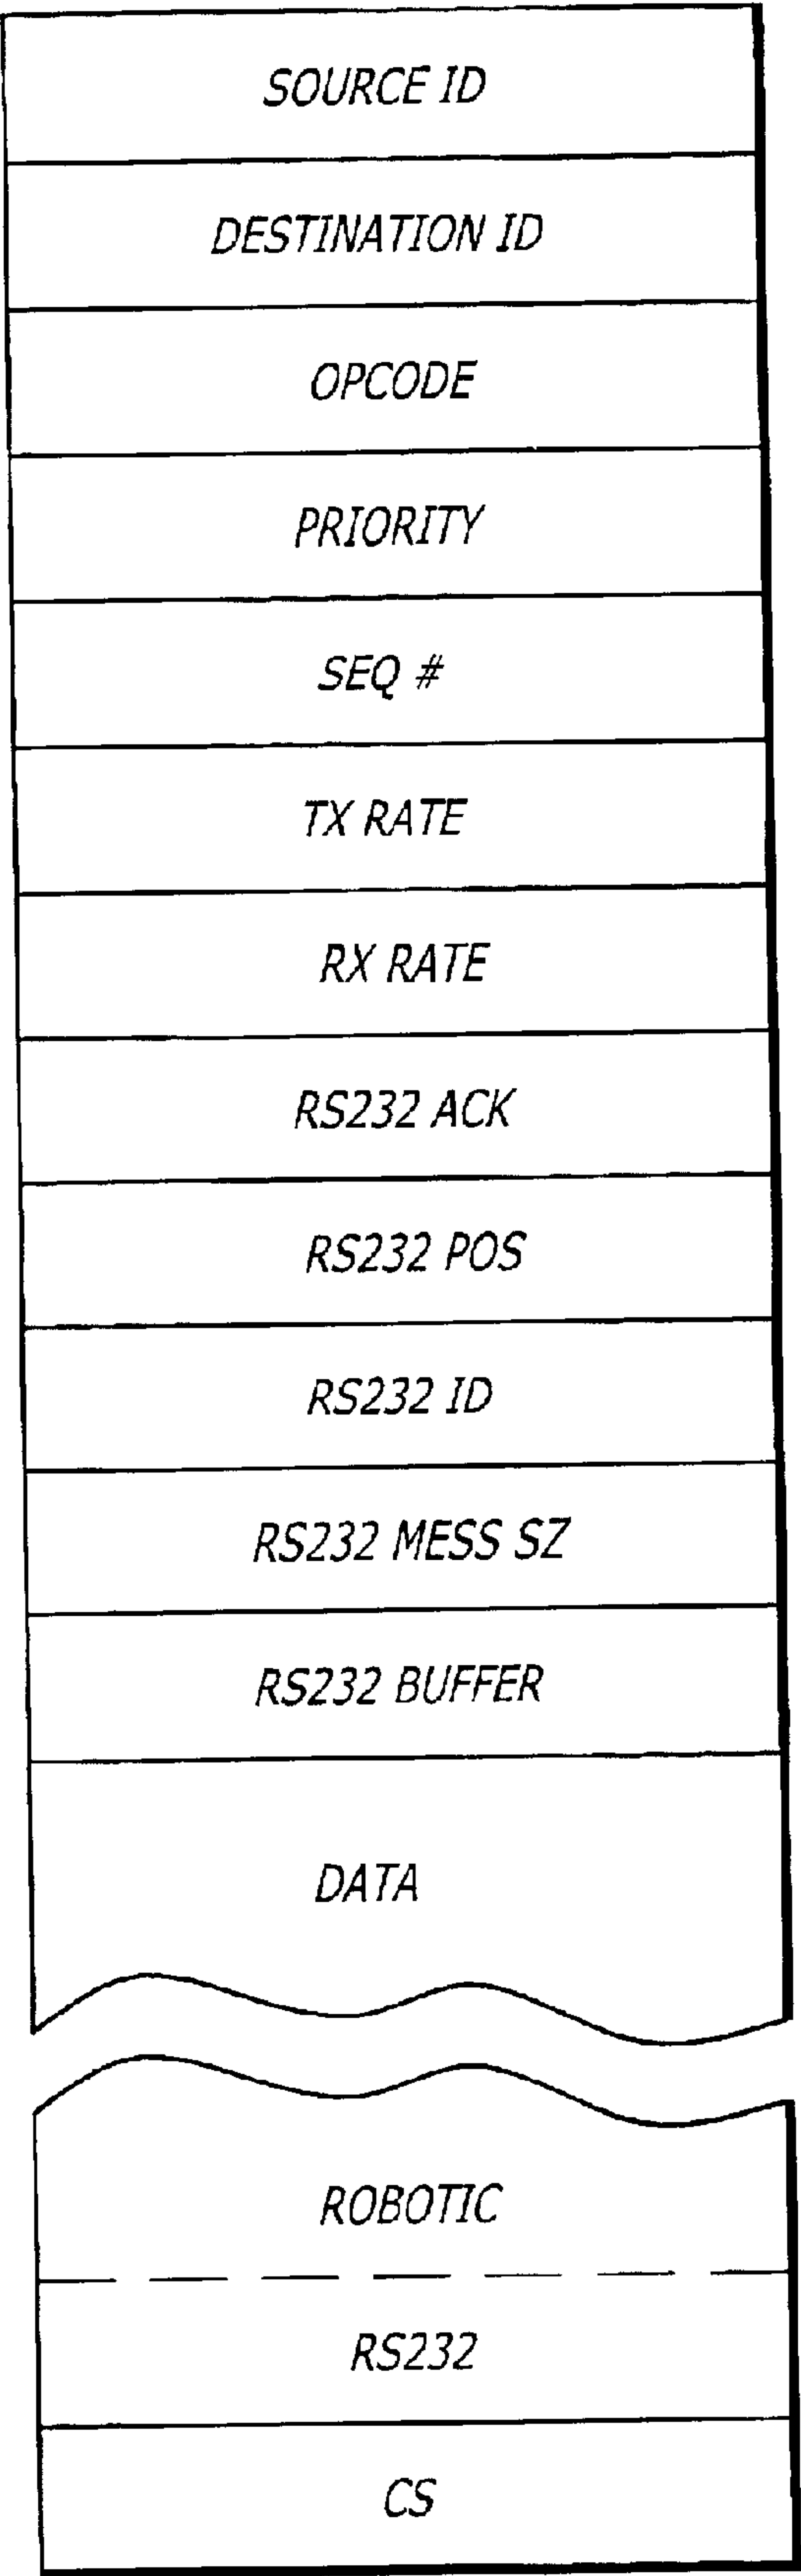 SOURCE ID
DESTINATION ID
OPCODE
PRIORITY
SEQ #
TX RATE
RX RATE
RS232 ACK
RS232 POS
RS232 ID
RS232 MESS SZ
RS232 BUFFER
DATA
ROBOTIC
RS232
CS